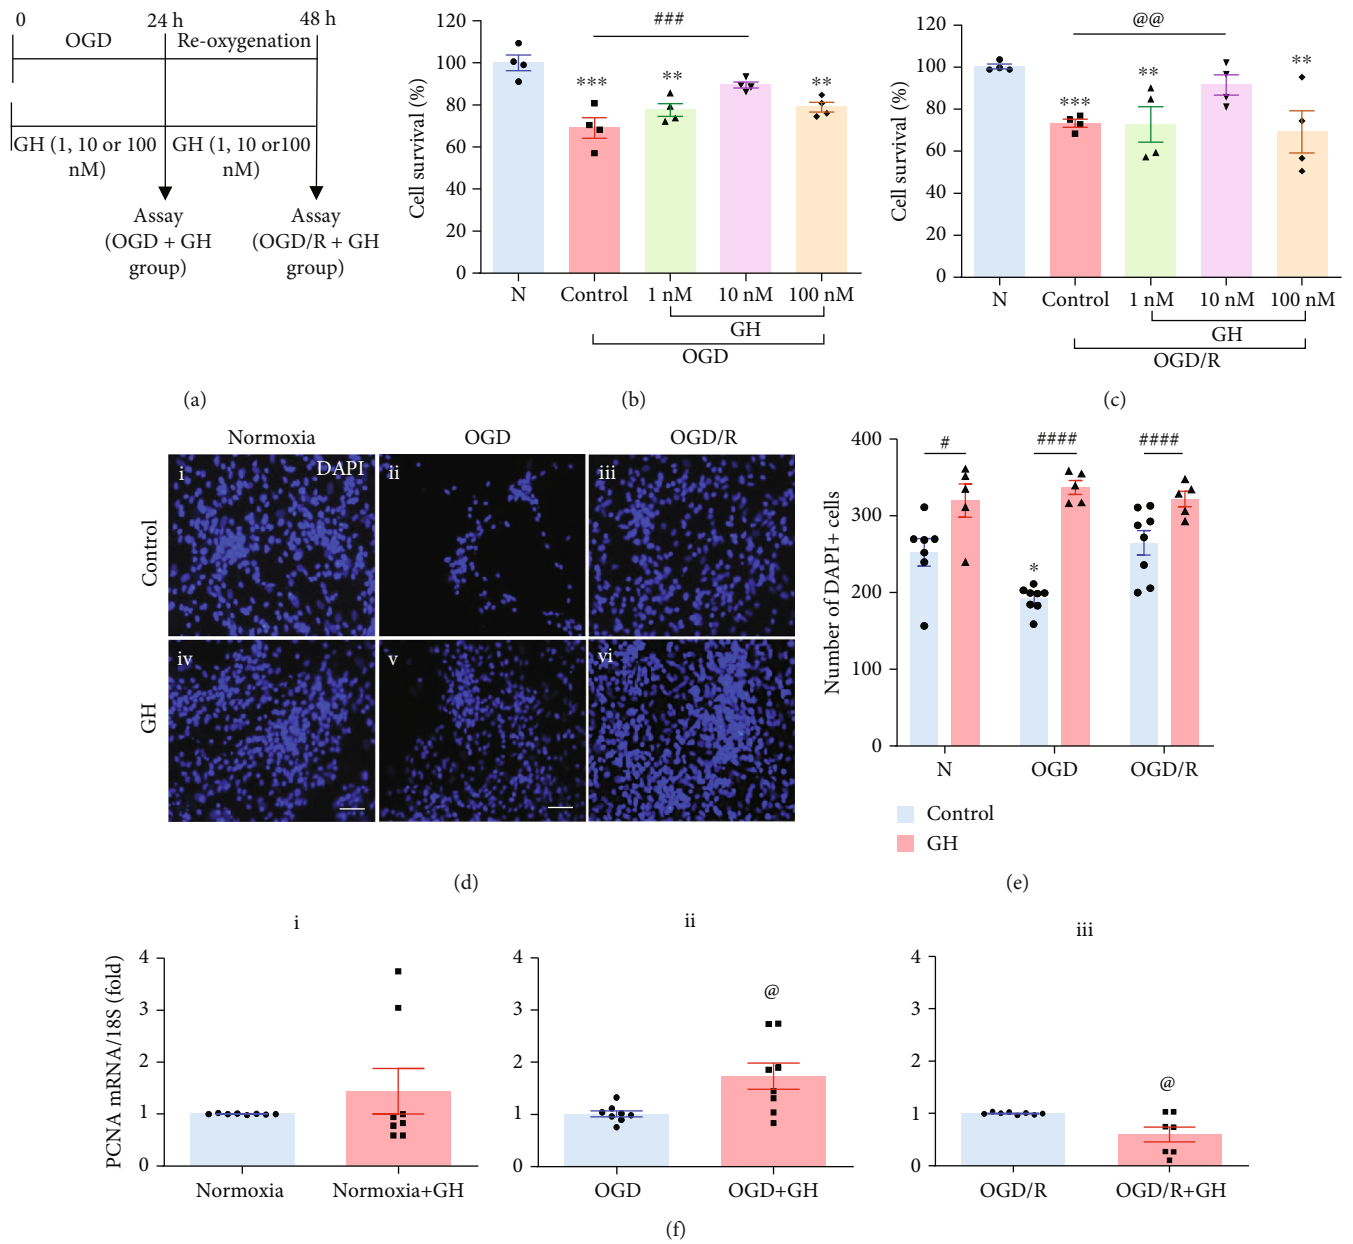 0
24 h
48 h
OGD
Re-oxygenation
GH (1, 10 or 100 nM)
GH (1, 10 or100 nM)
Assay
(OGD + GH
group)
Assay
(OGD/R + GH
group)
(a)
Cell survival (%)
120
100
80
60
40
20
0
###
***
**
**
N
Control
1 nM
10 nM
100 nM
GH
OGD
(b)
Cell survival (%)
120
100
80
60
40
20
0
@@
***
**
**
N
Control
1 nM
10 nM
100 nM
GH
OGD/R
(c)
Normoxia
OGD
OGD/R
Control
GH
i
DAPI
ii
iii
iv
v
vi
(d)
Number of DAPI+ cells
400
300
200
100
0
#
####
####
*
N
OGD
OGD/R
Control
GH
(e)
i
PCNA mRNA/18S (fold)
4
3
2
1
0
Normoxia
Normoxia+GH
ii
4
3
2
1
0
@
OGD
OGD+GH
iii
4
3
2
1
0
@
OGD/R
OGD/R+GH
(f)